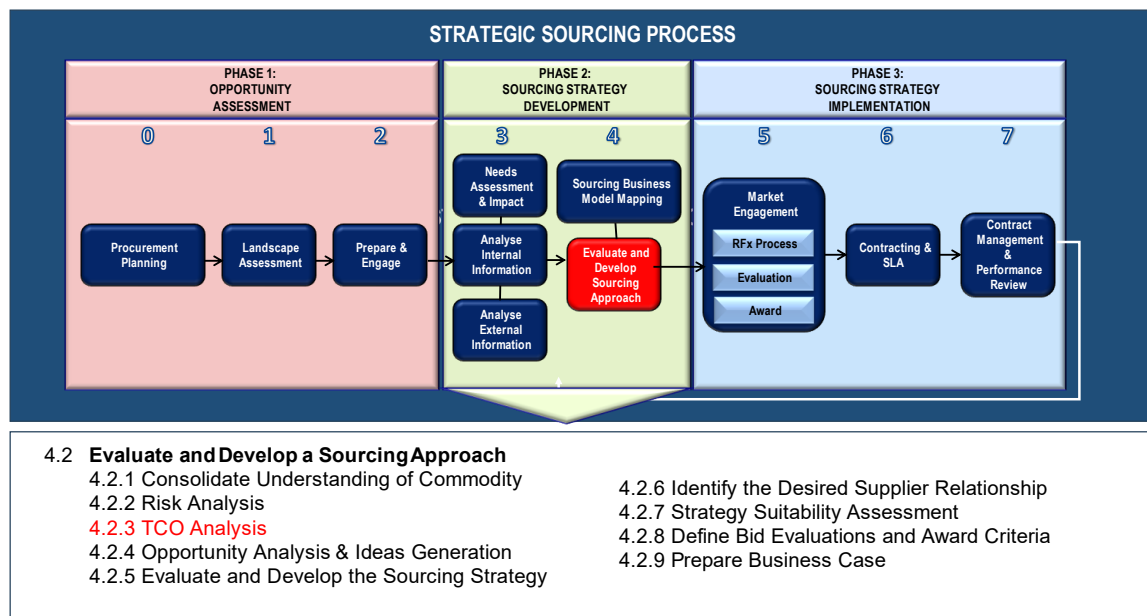 STRATEGIC SOURCING PROCESS
PHASE 1:
OPPORTUNITY
ASSESSMENT
PHASE 2:
SOURCING STRATEGY
DEVELOPMENT
PHASE 3:
SOURCING STRATEGY
IMPLEMENTATION
0
1
2
3
4
5
6
7
Procurement
Planning
Landscape
Assessment
Prepare &
Engage
Needs
Assessment
& Impact
Analyse
Internal
Information
Analyse
External
Information
Sourcing Business
Model Mapping
Evaluate and
Develop
Sourcing
Approach
Market
Engagement
RFx Process
Evaluation
Award
Contracting &
SLA
Contract
Management
&
Performance
Review
4.2 Evaluate and Develop a Sourcing Approach
4.2.1 Consolidate Understanding of Commodity
4.2.2 Risk Analysis
4.2.3 TCO Analysis
4.2.4 Opportunity Analysis & Ideas Generation
4.2.5 Evaluate and Develop the Sourcing Strategy
4.2.6 Identify the Desired Supplier Relationship
4.2.7 Strategy Suitability Assessment
4.2.8 Define Bid Evaluations and Award Criteria
4.2.9 Prepare Business Case